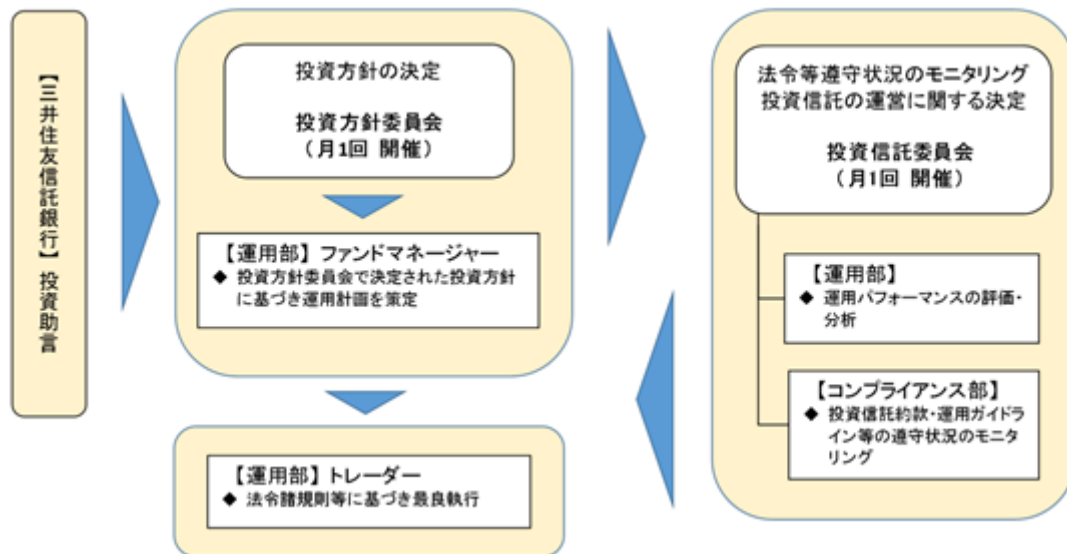 【三井住友信託銀行】投資助言
投資方針の決定
投資方針委員会
（月1回 開催）
【運用部】ファンドマネージャー
◆ 投資方針委員会で決定された投資方針
に基づき運用計画を策定
【運用部】トレーダー
◆ 法令諸規則等に基づき最良執行
法令等遵守状況のモニタリング
投資信託の運営に関する決定
投資信託委員会
（月1回 開催）
【運用部】
◆ 運用パフォーマンスの評価・
分析
【コンプライアンス部】
◆ 投資信託約款・運用ガイドラ
イン等の遵守状況のモニタ
リング